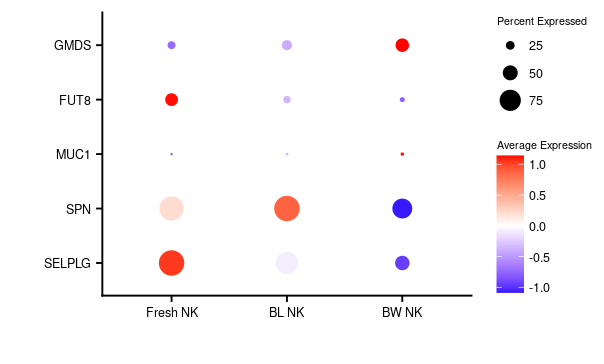 GMDS
FUT8
MUC1
SPN
SELPLG
Fresh NK
BL NK
BW NK
Percent Expressed
25
50
75
Average Expression
1.0
0.5
0.0
-0.5
-1.0